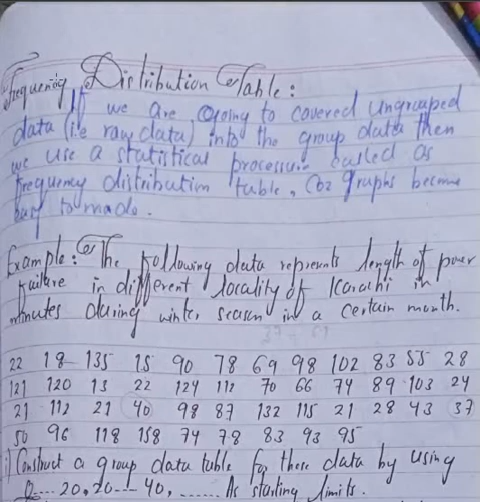 Frequency Distribution Table:
If we are going to covered ungrouped
data (i.e raw data) into the group data then
we use a statistical processure called as
frequency distribution table, Coz graphs become
easy to made.
Example: The following data represnts length of power
failure in different locality of Karachi in
minutes during winter season in a certain month.
22 18 135 15 90 78 69 98 102 83 55 28
121 120 13 22 124 112 70 66 74 89 103 24
21 112 21 40 98 87 132 115 21 28 43 37
50 96 118 158 74 78 83 93 95
i) Construct a group data table for these data by using
0---20, 20---40, ...... As starting limits.